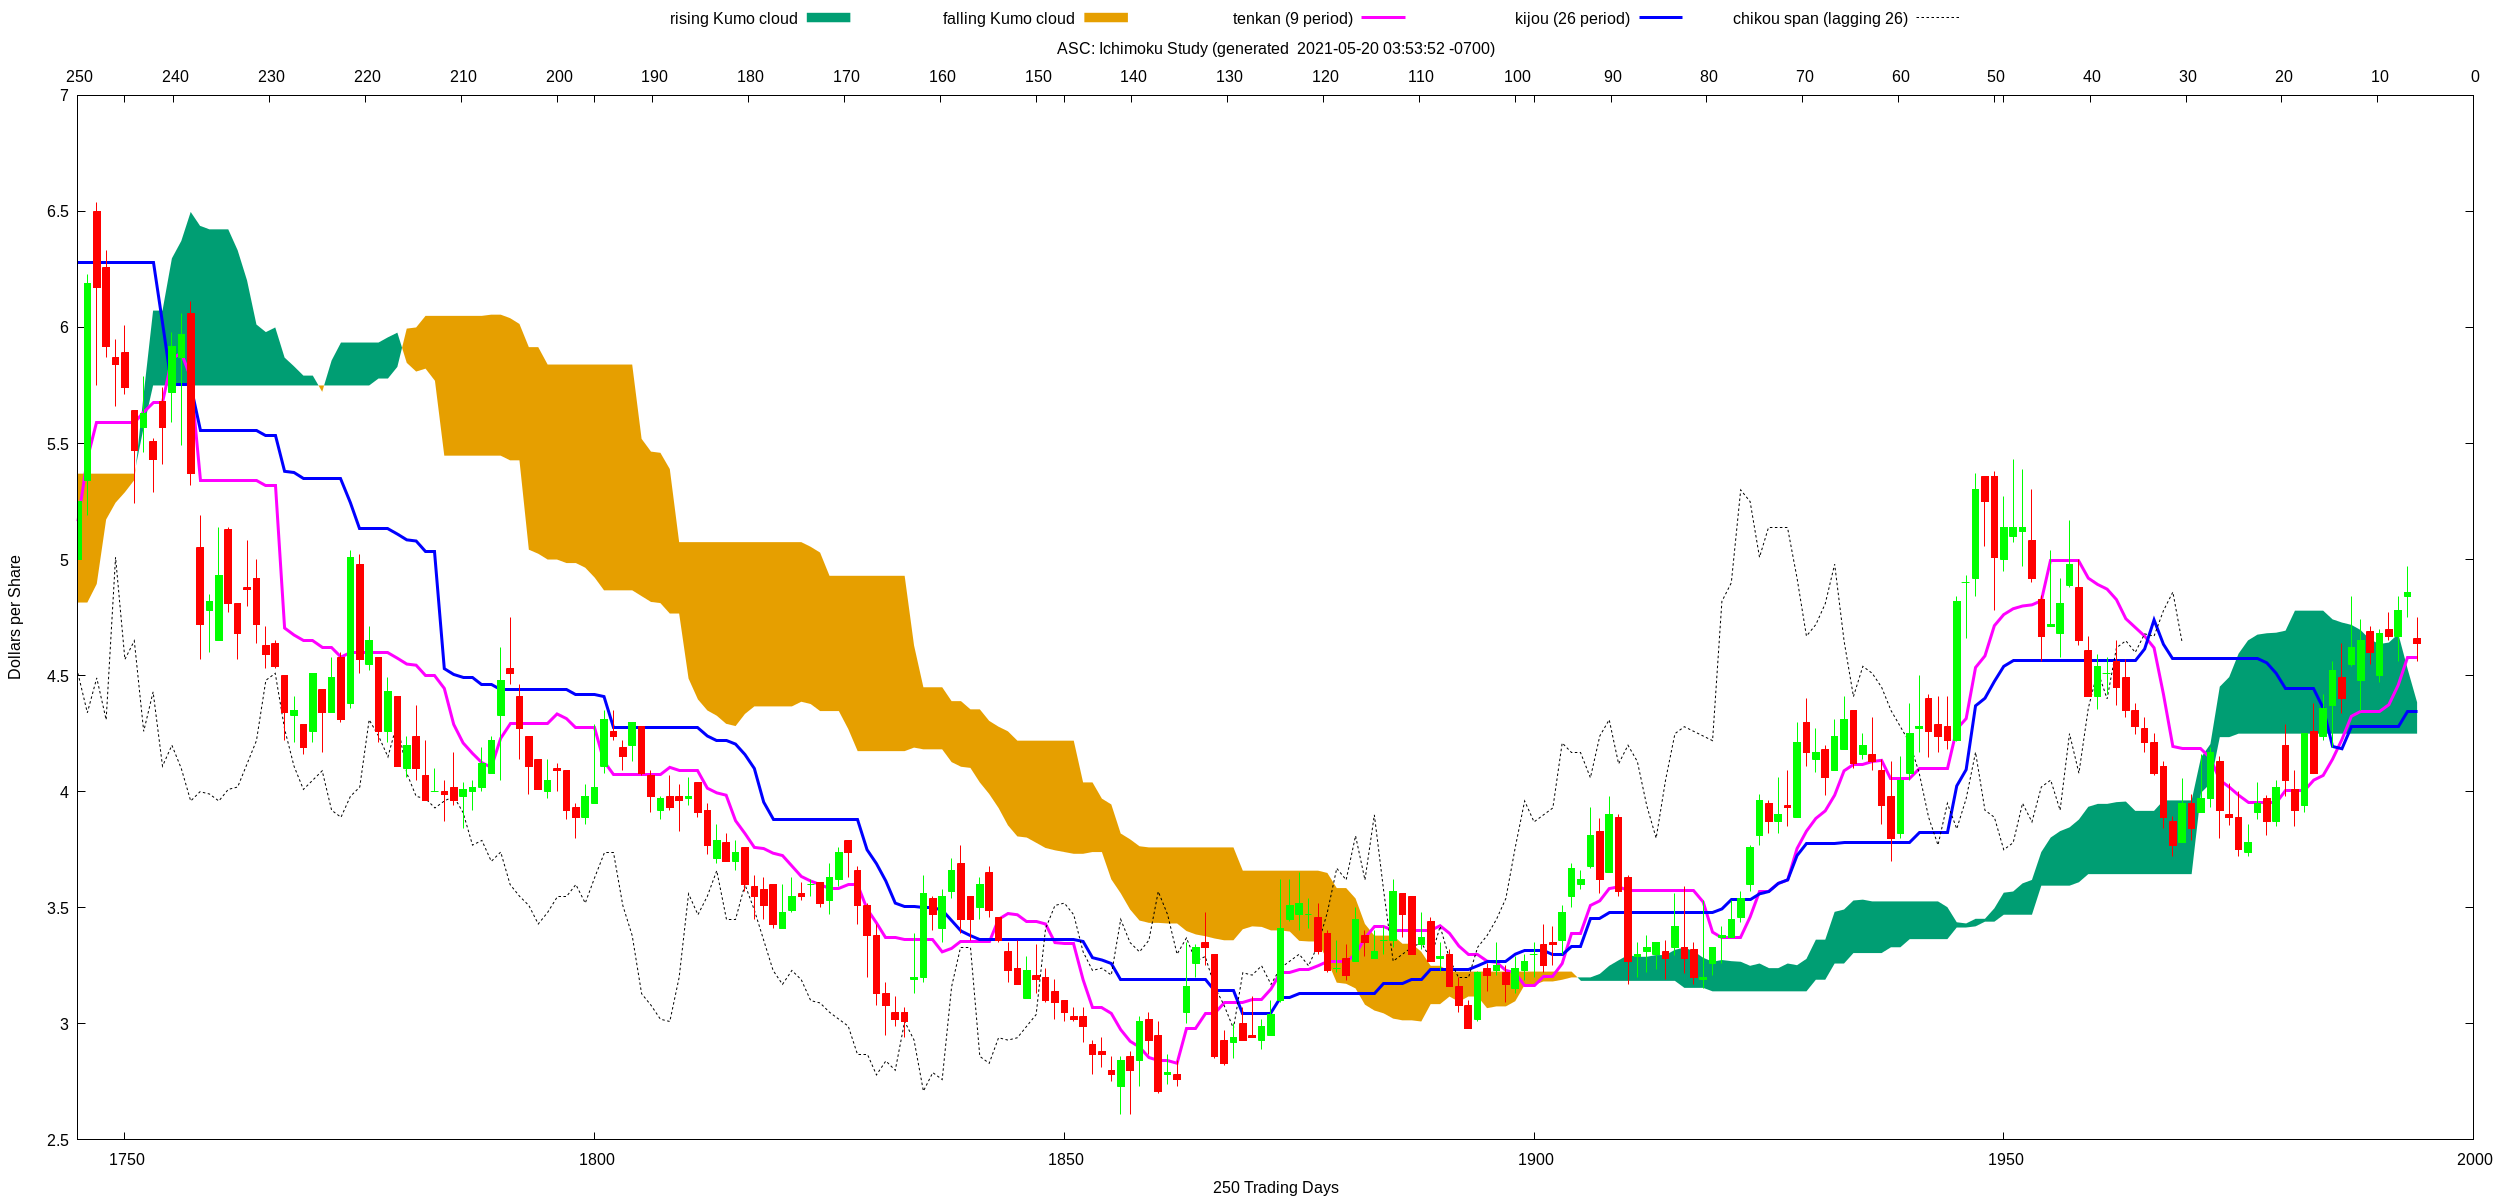 rising Kumo cloud falling Kumo cloud tenkan (9 period) kijou (26 period) chikou span (lagging 26)
ASC: Ichimoku Study (generated  2021-05-20 03:53:52 -0700)
250 240 230 220 210 200 190 180 170 160 150 140 130 120 110 100 90 80 70 60 50 40 30 20 10 0
7
6.5
6
5.5
5
Dollars per Share
4.5
4
3.5
3
2.5
1750 1800 1850 1900 1950 2000
250 Trading Days